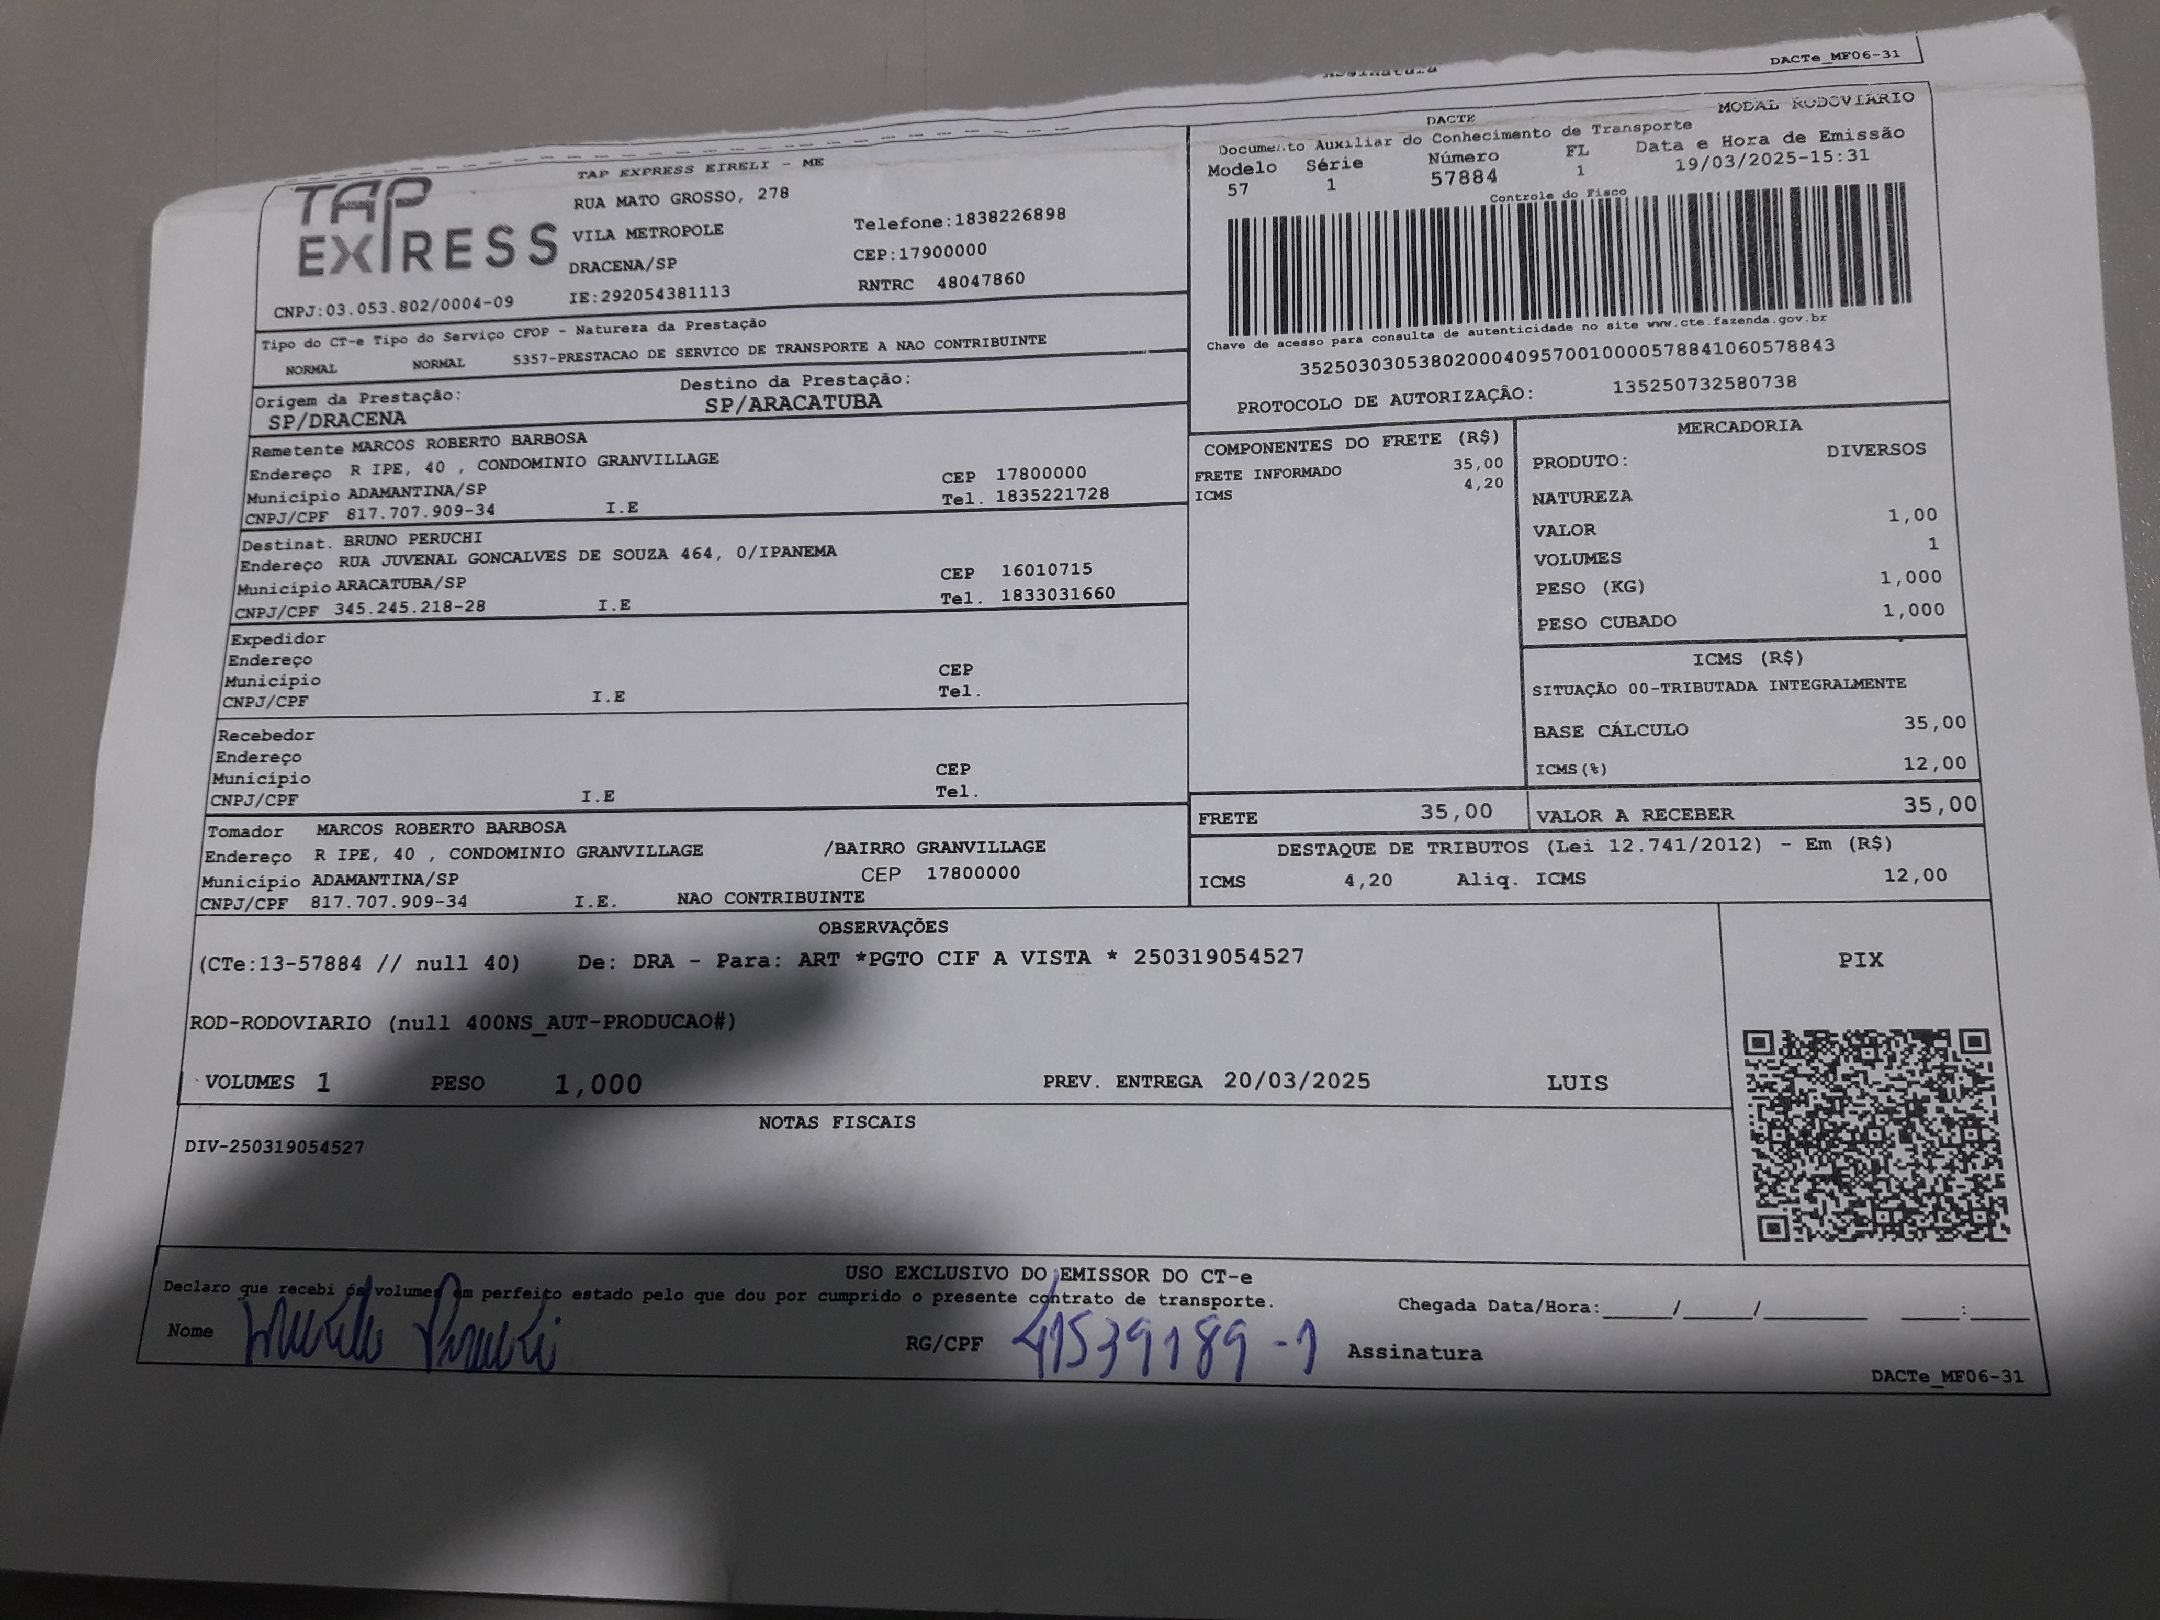 DACTe_MF06-31
TAP EXPRESS
TAP EXPRESS EIRELI - ME
RUA MATO GROSSO, 278
VILA METROPOLE Telefone:1838226898
DRACENA/SP CEP:17900000
CNPJ:03.053.802/0004-09 IE:292054381113 RNTRC 48047860
DACTE MODAL RODOVIÁRIO
Documento Auxiliar do Conhecimento de Transporte
Modelo Série Número FL Data e Hora de Emissão
57 1 57884 1 19/03/2025-15:31
Controle do Fisco
Chave de acesso para consulta de autenticidade no site www.cte.fazenda.gov.br
35250303053802000409570010000578841060578843
PROTOCOLO DE AUTORIZAÇÃO: 135250732580738
Tipo do CT-e Tipo do Serviço CFOP - Natureza da Prestação
NORMAL NORMAL 5357-PRESTACAO DE SERVICO DE TRANSPORTE A NAO CONTRIBUINTE
Origem da Prestação: Destino da Prestação:
SP/DRACENA SP/ARACATUBA
Remetente MARCOS ROBERTO BARBOSA
Endereço R IPE, 40 , CONDOMINIO GRANVILLAGE CEP 17800000
Município ADAMANTINA/SP Tel. 1835221728
CNPJ/CPF 817.707.909-34 I.E
Destinat. BRUNO PERUCHI
Endereço RUA JUVENAL GONCALVES DE SOUZA 464, 0/IPANEMA
Município ARACATUBA/SP CEP 16010715
CNPJ/CPF 345.245.218-28 I.E Tel. 1833031660
Expedidor
Endereço
Município CEP
CNPJ/CPF I.E Tel.
Recebedor
Endereço
Município CEP
CNPJ/CPF I.E Tel.
Tomador MARCOS ROBERTO BARBOSA
Endereço R IPE, 40 , CONDOMINIO GRANVILLAGE /BAIRRO GRANVILLAGE
Município ADAMANTINA/SP CEP 17800000
CNPJ/CPF 817.707.909-34 I.E. NAO CONTRIBUINTE
COMPONENTES DO FRETE (R$)
FRETE INFORMADO 35,00
ICMS 4,20
MERCADORIA
PRODUTO: DIVERSOS
NATUREZA
VALOR 1,00
VOLUMES 1
PESO (KG) 1,000
PESO CUBADO 1,000
ICMS (R$)
SITUAÇÃO 00-TRIBUTADA INTEGRALMENTE
BASE CÁLCULO 35,00
ICMS(%) 12,00
FRETE 35,00 VALOR A RECEBER 35,00
DESTAQUE DE TRIBUTOS (Lei 12.741/2012) - Em (R$)
ICMS 4,20 Aliq. ICMS 12,00
OBSERVAÇÕES
(CTe:13-57884 // null 40) De: DRA - Para: ART *PGTO CIF A VISTA * 250319054527
ROD-RODOVIARIO (null 400NS_AUT-PRODUCAO#)
VOLUMES 1 PESO 1,000 PREV. ENTREGA 20/03/2025 LUIS
PIX
NOTAS FISCAIS
DIV-250319054527
USO EXCLUSIVO DO EMISSOR DO CT-e
Declaro que recebi os volumes em perfeito estado pelo que dou por cumprido o presente contrato de transporte. Chegada Data/Hora:_____/_____/________ ____:____
Nome RG/CPF 41539189-1 Assinatura
DACTe_MF06-31